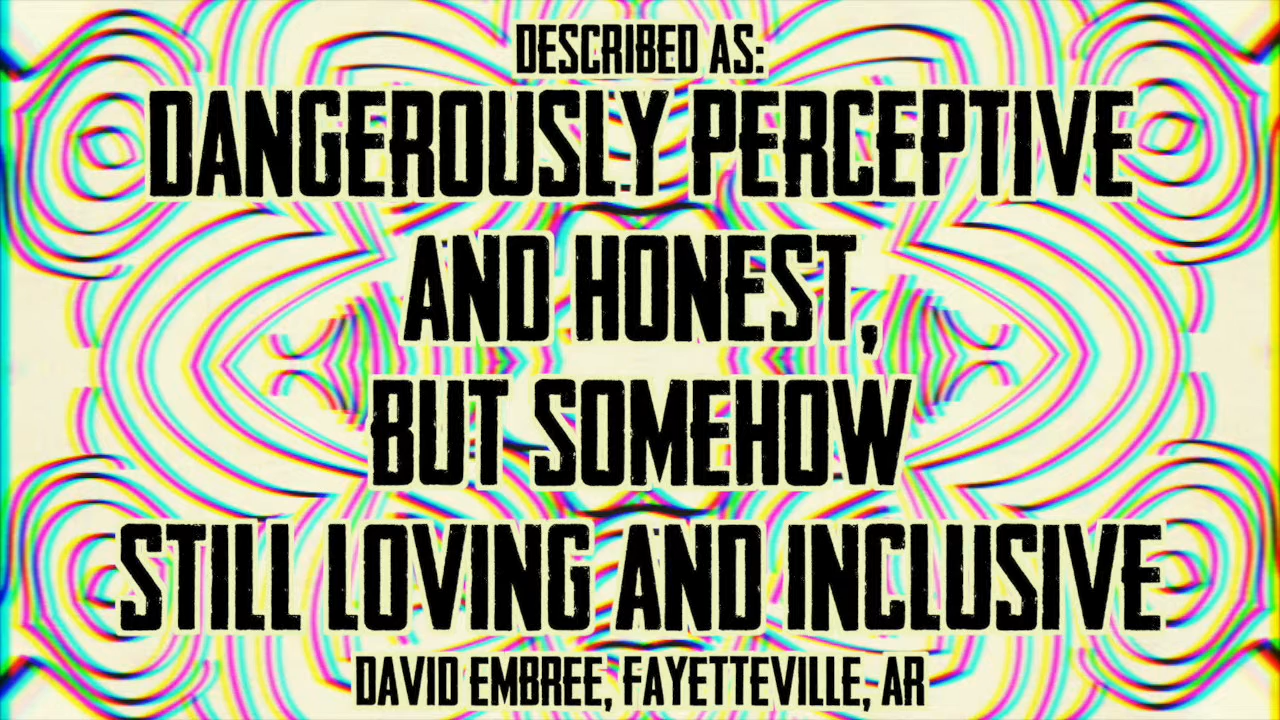 DESCRIBED AS:
DANGEROUSLY PERCEPTIVE
AND HONEST,
BUT SOMEHOW
STILL LOVING AND INCLUSIVE
DAVID EMBREE, FAYETTEVILLE, AR